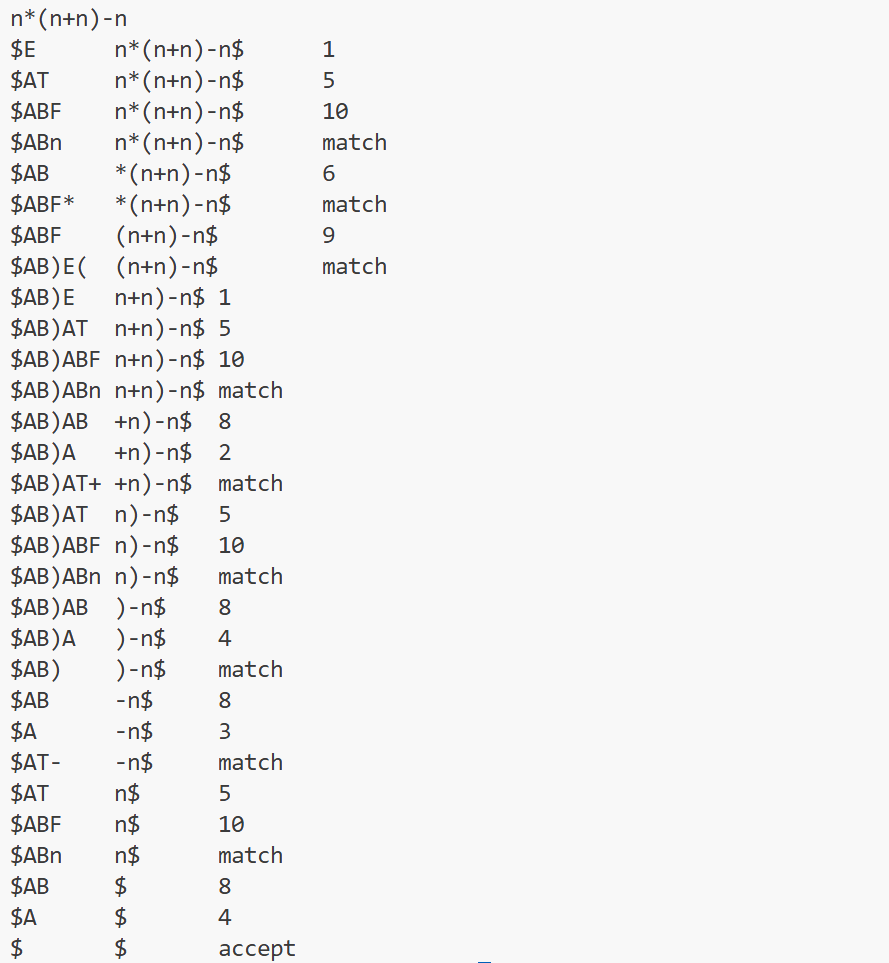 n*(n+n)-n
$E      n*(n+n)-n$      1
$AT     n*(n+n)-n$      5
$ABF    n*(n+n)-n$      10
$ABn    n*(n+n)-n$      match
$AB     *(n+n)-n$       6
$ABF*   *(n+n)-n$       match
$ABF    (n+n)-n$        9
$AB)E(  (n+n)-n$        match
$AB)E   n+n)-n$ 1
$AB)AT  n+n)-n$ 5
$AB)ABF n+n)-n$ 10
$AB)ABn n+n)-n$ match
$AB)AB  +n)-n$  8
$AB)A   +n)-n$  2
$AB)AT+ +n)-n$  match
$AB)AT  n)-n$   5
$AB)ABF n)-n$   10
$AB)ABn n)-n$   match
$AB)AB  )-n$    8
$AB)A   )-n$    4
$AB)    )-n$    match
$AB     -n$     8
$A      -n$     3
$AT-    -n$     match
$AT     n$      5
$ABF    n$      10
$ABn    n$      match
$AB     $       8
$A      $       4
$       $       accept